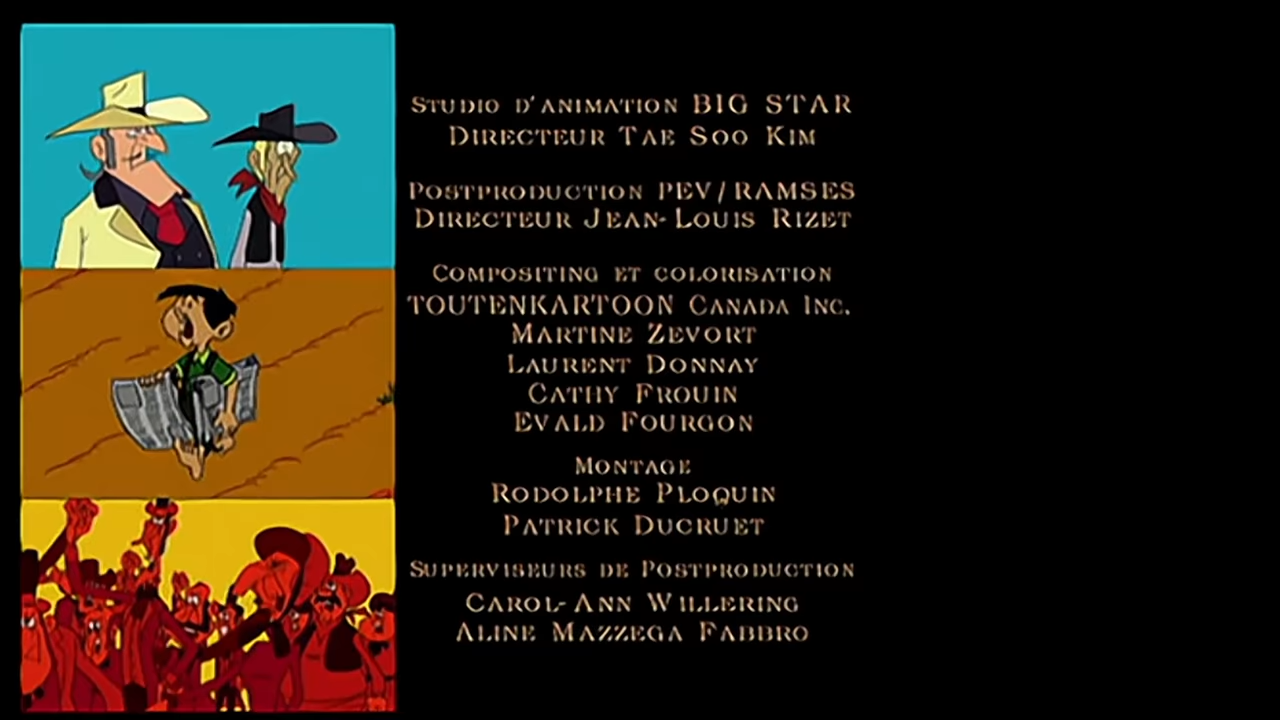 Studio d'animation BIG STAR
Directeur Tae Soo Kim
Postproduction PEV/RAMSES
Directeur Jean-Louis Rizet
Compositing et colorisation
TOUTENKARTOON Canada Inc.
Martine Zevort
Laurent Donnay
Cathy Frouin
Evald Fourgon
Montage
Rodolphe Ploquin
Patrick Ducruet
Superviseurs de Postproduction
Carol-Ann Willering
Aline Mazzega Fabbro